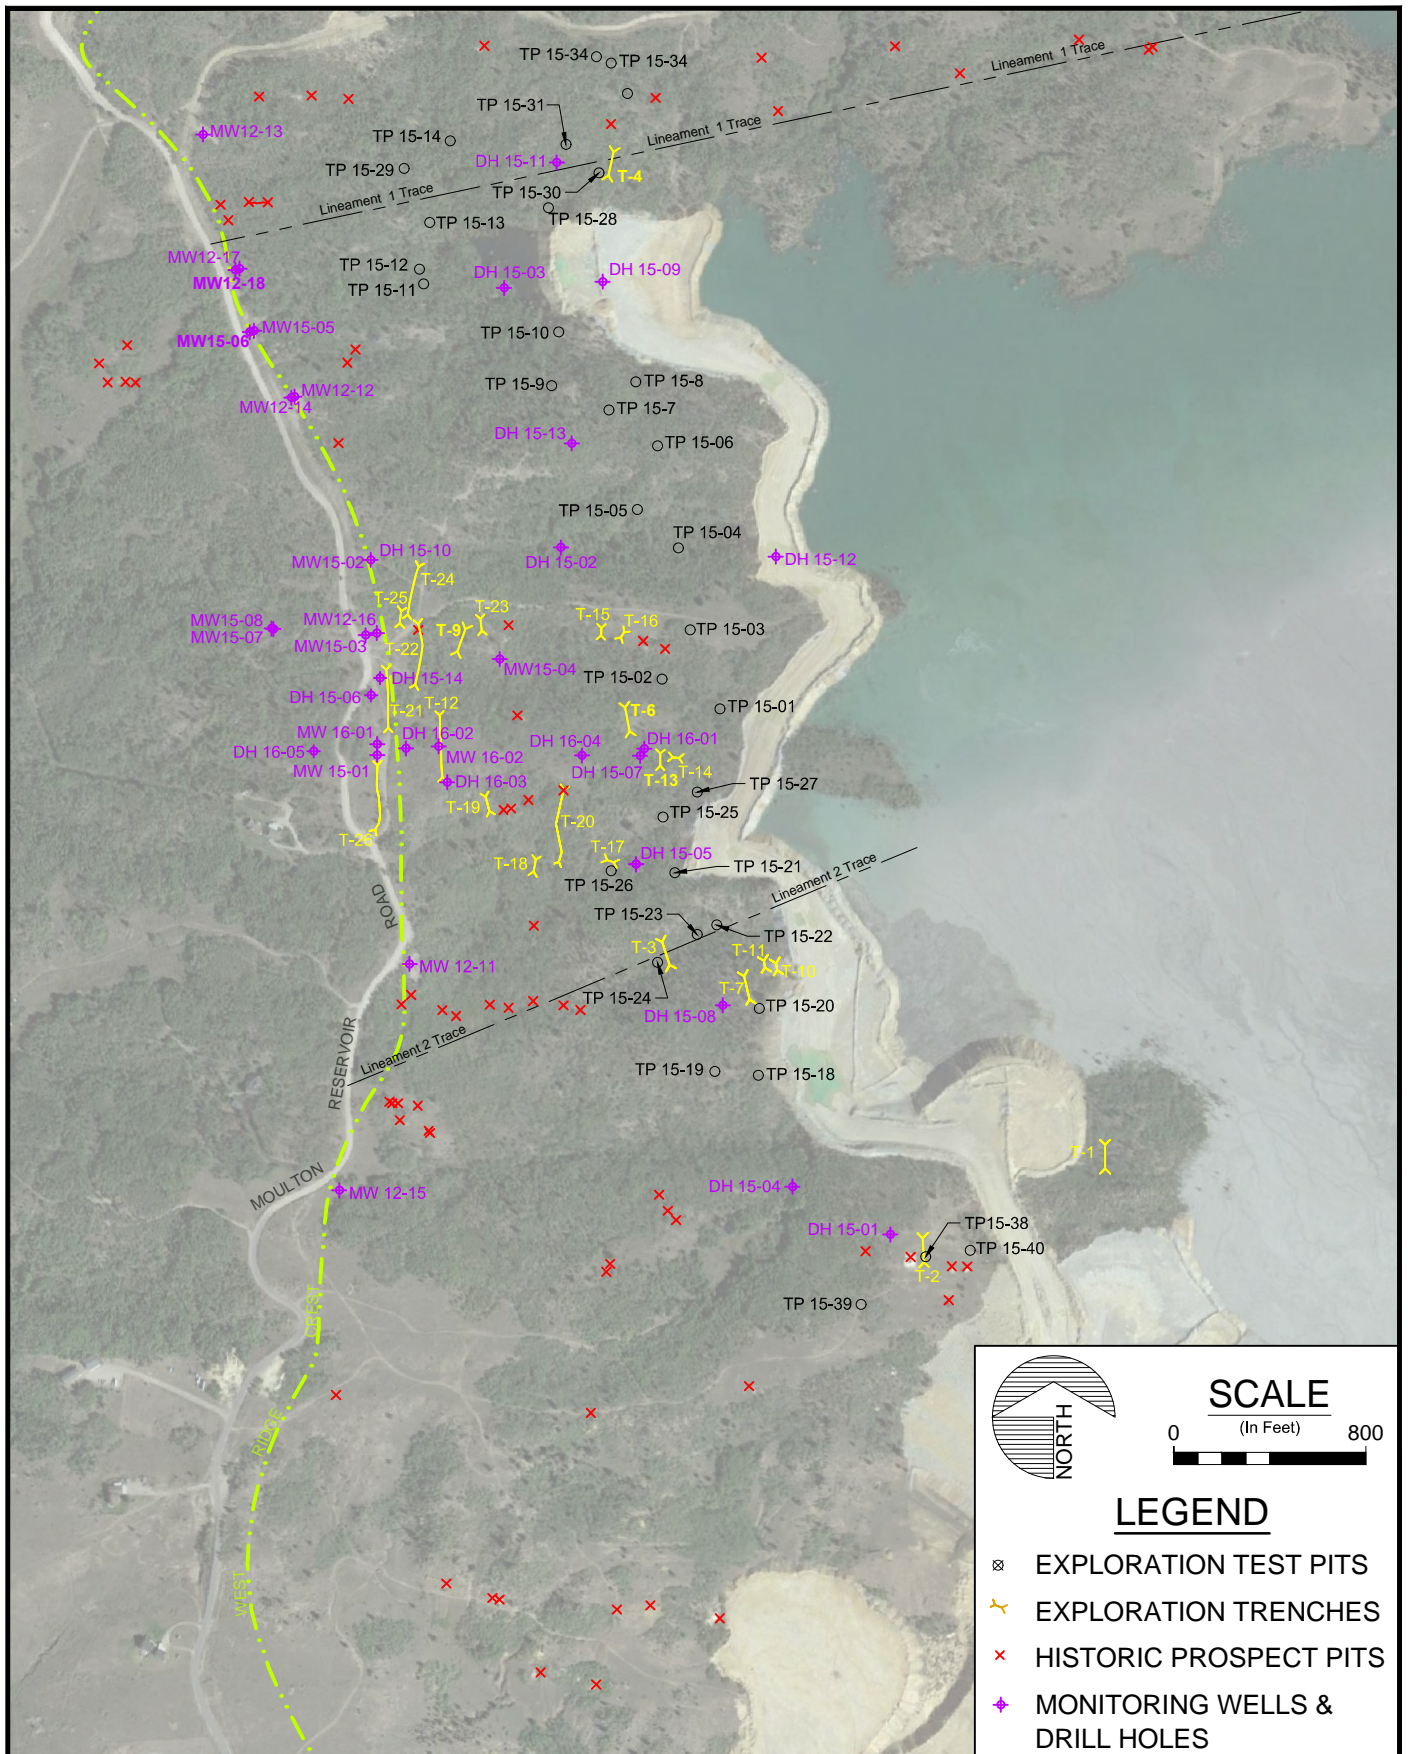 TP 15-34
TP 15-34
Lineament 1 Trace
TP 15-31
Lineament 1 Trace
MW12-13
TP 15-14
DH 15-11
TP 15-29
T-4
Lineament 1 Trace
TP 15-30
TP 15-28
TP 15-13
MW12-17
TP 15-12
MW12-18
DH 15-03
DH 15-09
TP 15-11
MW15-05
MW15-06
TP 15-10
TP 15-9
TP 15-8
MW12-12
MW12-14
TP 15-7
DH 15-13
TP 15-06
TP 15-05
TP 15-04
DH 15-10
MW15-02
DH 15-02
DH 15-12
T-24
T-25
T-23
MW12-16
MW15-08
MW15-07
MW15-03
T-22
T-9
T-15
T-16
TP 15-03
MW15-04
DH 15-14
TP 15-02
DH 15-06
T-21
T-12
T-6
TP 15-01
MW 16-01
DH 16-02
DH 16-05
MW 16-02
DH 16-04
DH 16-01
MW 15-01
DH 15-07
T-13
T-14
DH 16-03
TP 15-27
T-19
TP 15-25
T-20
T-26
T-18
T-17
DH 15-05
TP 15-21
TP 15-26
Lineament 2 Trace
ROAD
TP 15-23
TP 15-22
T-3
T-11
T-10
MW 12-11
TP 15-24
T-7
TP 15-20
DH 15-08
Lineament 2 Trace
RESERVOIR
TP 15-19
TP 15-18
T-1
MOULTON
MW 12-15
DH 15-04
DH 15-01
TP15-38
TP 15-40
T-2
TP 15-39
CREST
RIDGE
WEST
NORTH
SCALE
(In Feet)
0 800
LEGEND
EXPLORATION TEST PITS
EXPLORATION TRENCHES
HISTORIC PROSPECT PITS
MONITORING WELLS &
DRILL HOLES